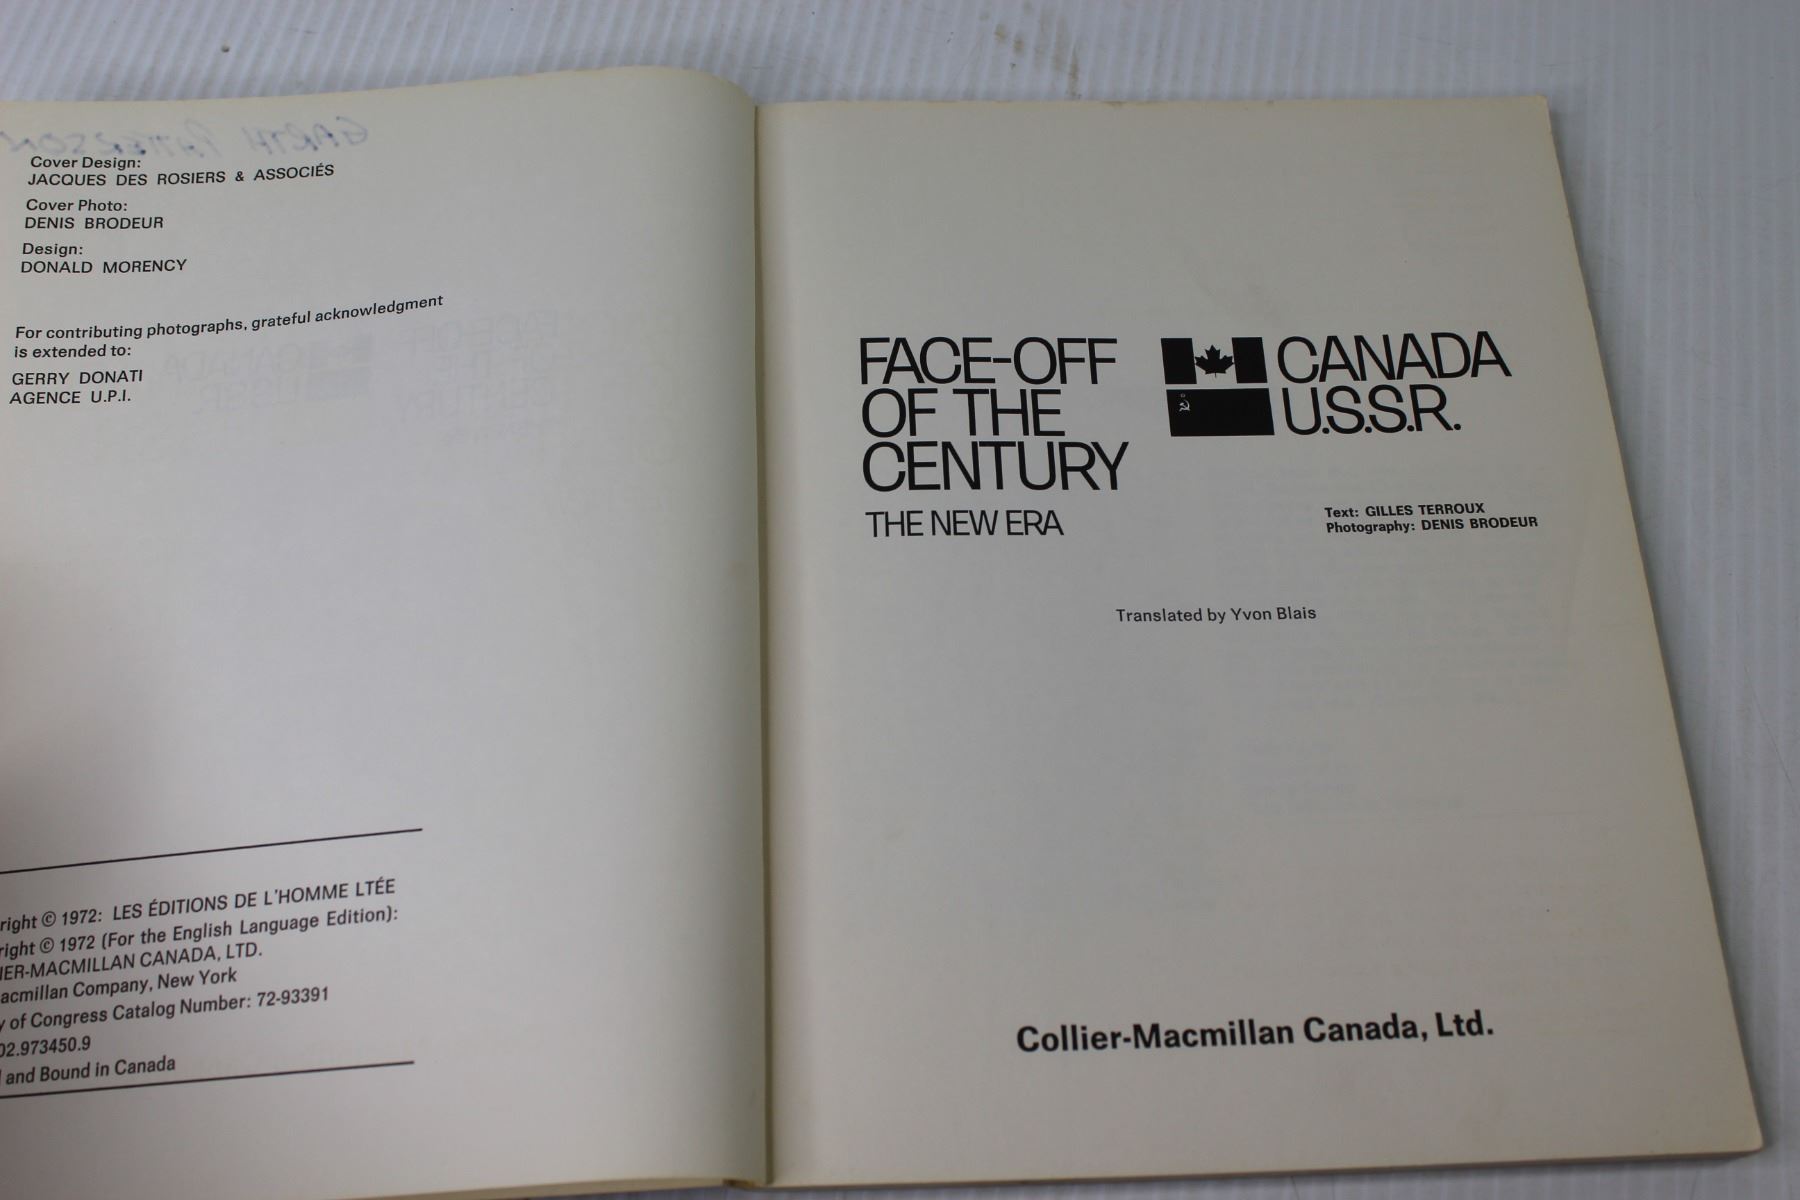 GARTH PATTERSON
Cover Design:
JACQUES DES ROSIERS & ASSOCIÉS
Cover Photo:
DENIS BRODEUR
Design:
DONALD MORENCY
For contributing photographs, grateful acknowledgment
is extended to:
GERRY DONATI
AGENCE U.P.I.
right © 1972: LES ÉDITIONS DE L'HOMME LTÉE
right © 1972 (For the English Language Edition):
IER-MACMILLAN CANADA, LTD.
acmillan Company, New York
y of Congress Catalog Number: 72-93391
02.973450.9
and Bound in Canada
FACE-OFF
OF THE
CENTURY
THE NEW ERA
CANADA
U.S.S.R.
Text: GILLES TERROUX
Photography: DENIS BRODEUR
Translated by Yvon Blais
Collier-Macmillan Canada, Ltd.